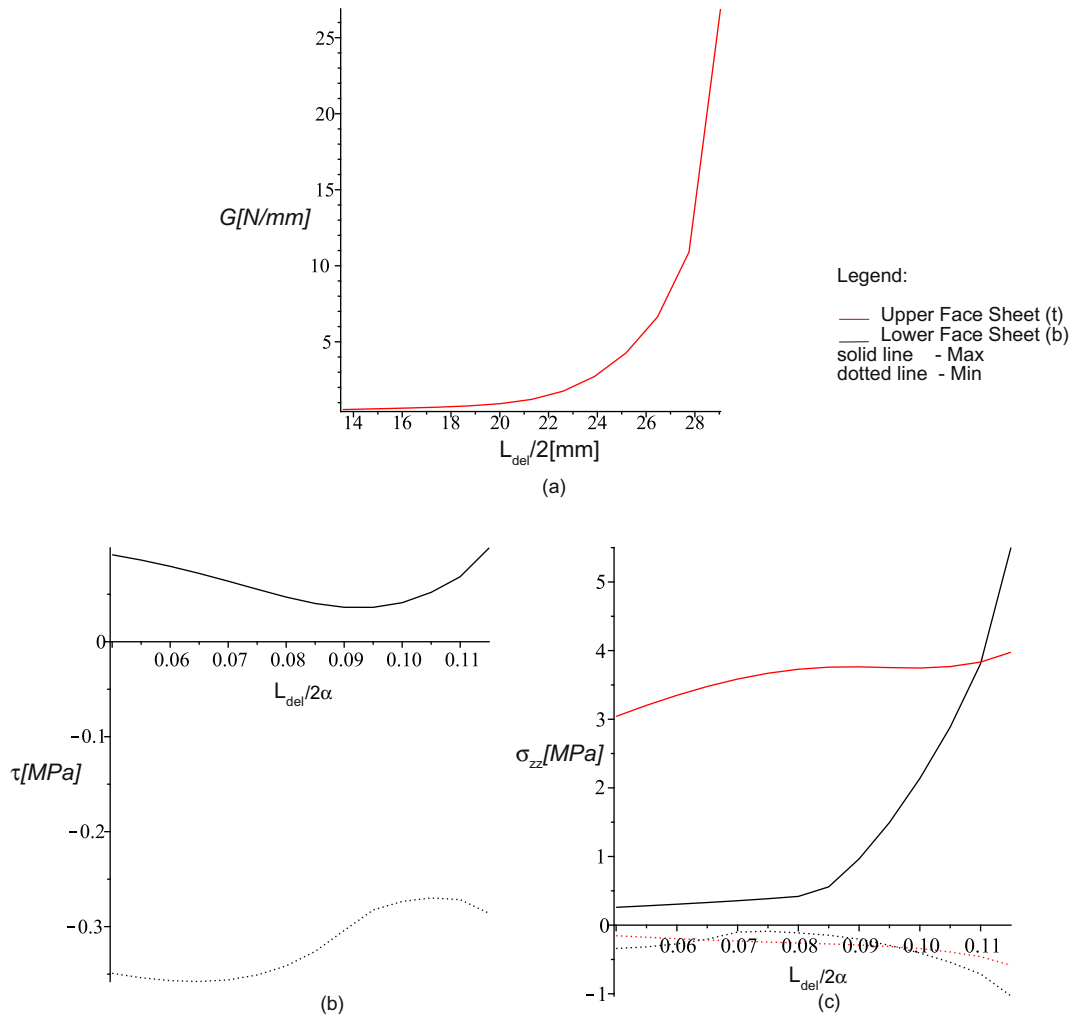 25
20
15
G[N/mm]
10
5
14 16 18 20 22 24 26 28
L_del/2[mm]
(a)
Legend:
Upper Face Sheet (t)
Lower Face Sheet (b)
solid line - Max
dotted line - Min
0
0.06 0.07 0.08 0.09 0.10 0.11
L_del/2α
−0.1
τ[MPa]
−0.2
−0.3
(b)
5
4
3
σ_zz[MPa]
2
1
0
0.06 0.07 0.08 0.09 0.10 0.11
L_del/2α
−1
(c)